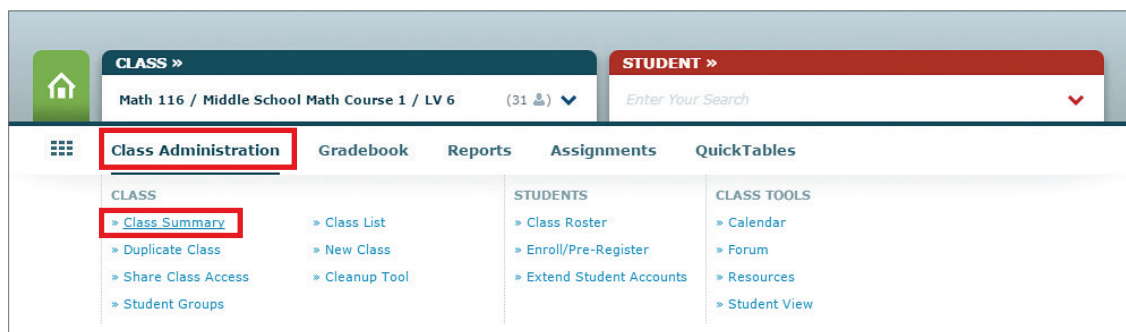 CLASS » STUDENT »
Math 116 / Middle School Math Course 1 / LV 6 (31 ) Enter Your Search
Class Administration Gradebook Reports Assignments QuickTables
CLASS STUDENTS CLASS TOOLS
» Class Summary » Class List » Class Roster » Calendar
» Duplicate Class » New Class » Enroll/Pre-Register » Forum
» Share Class Access » Cleanup Tool » Extend Student Accounts » Resources
» Student Groups » Student View